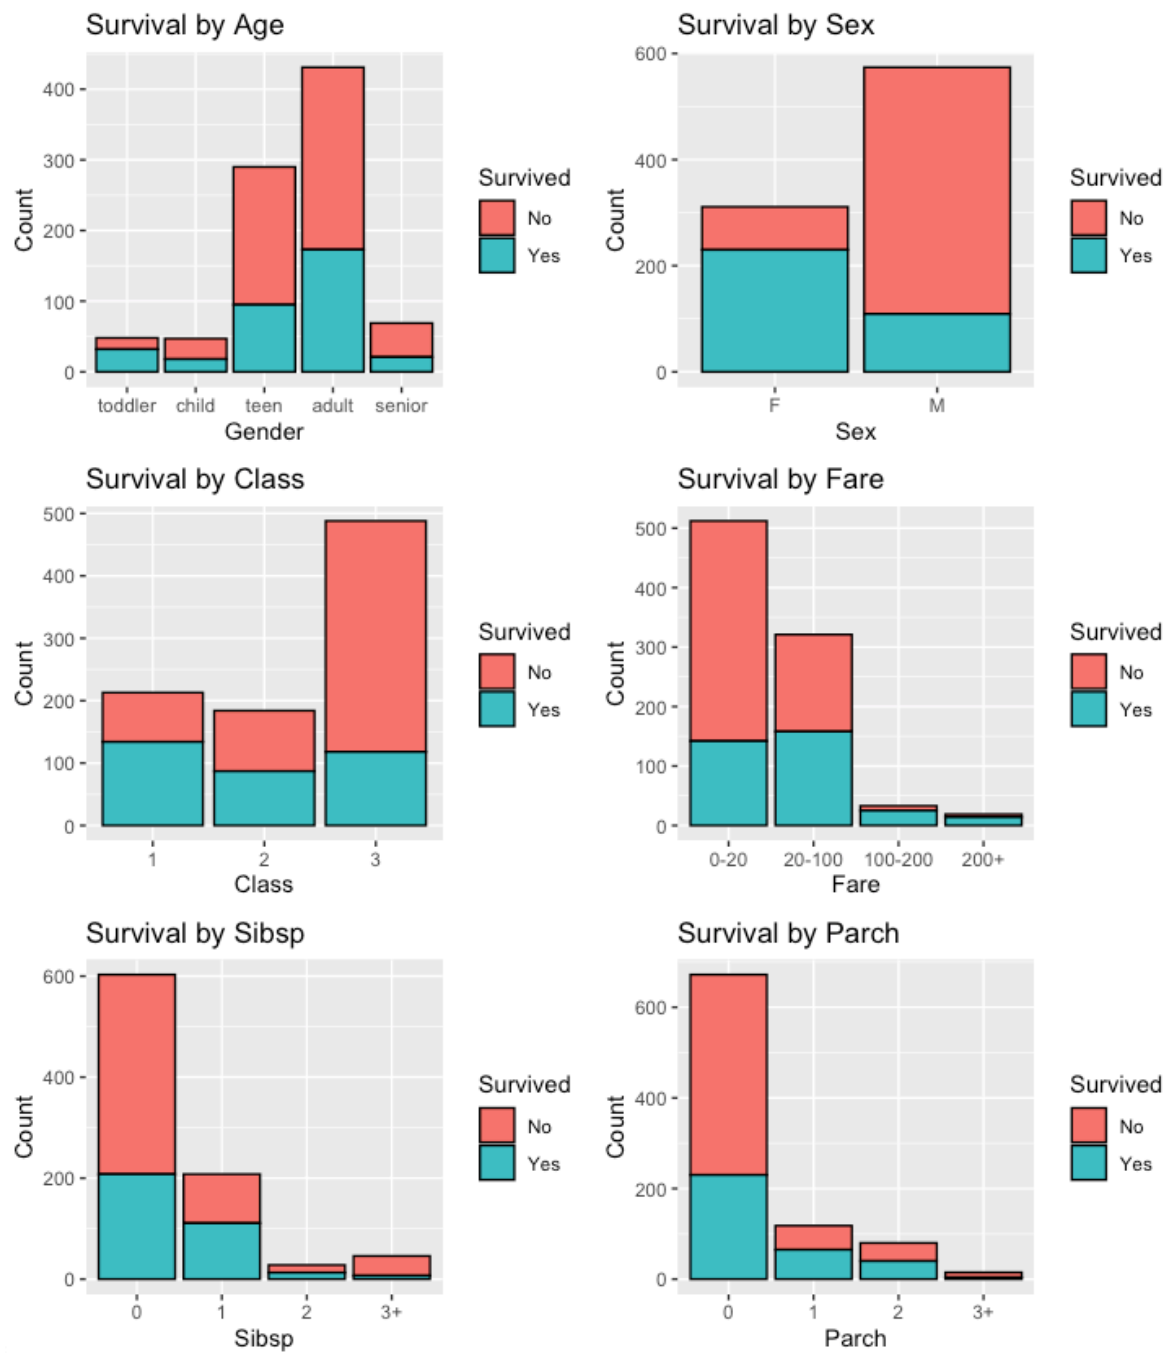 Survival by Age
400
300
200
100
0
Count
toddler child teen adult senior
Gender
Survived
No
Yes
Survival by Sex
600
400
200
0
Count
F M
Sex
Survived
No
Yes
Survival by Class
500
400
300
200
100
0
Count
1 2 3
Class
Survived
No
Yes
Survival by Fare
500
400
300
200
100
0
Count
0-20 20-100 100-200 200+
Fare
Survived
No
Yes
Survival by Sibsp
600
400
200
0
Count
0 1 2 3+
Sibsp
Survived
No
Yes
Survival by Parch
600
400
200
0
Count
0 1 2 3+
Parch
Survived
No
Yes